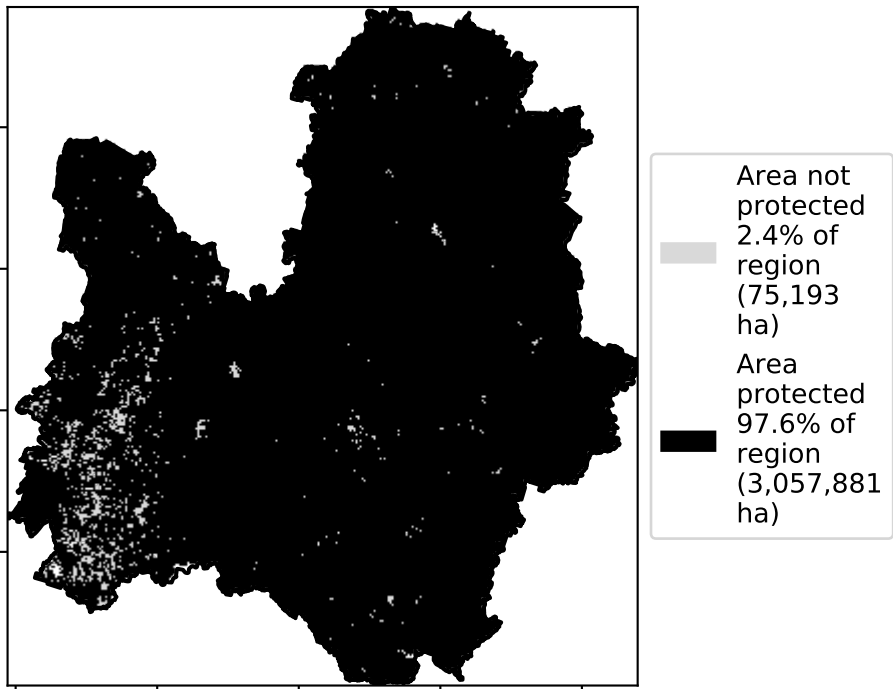 Area not
protected
2.4% of
region
(75,193
ha)
Area
protected
97.6% of
region
(3,057,881
ha)